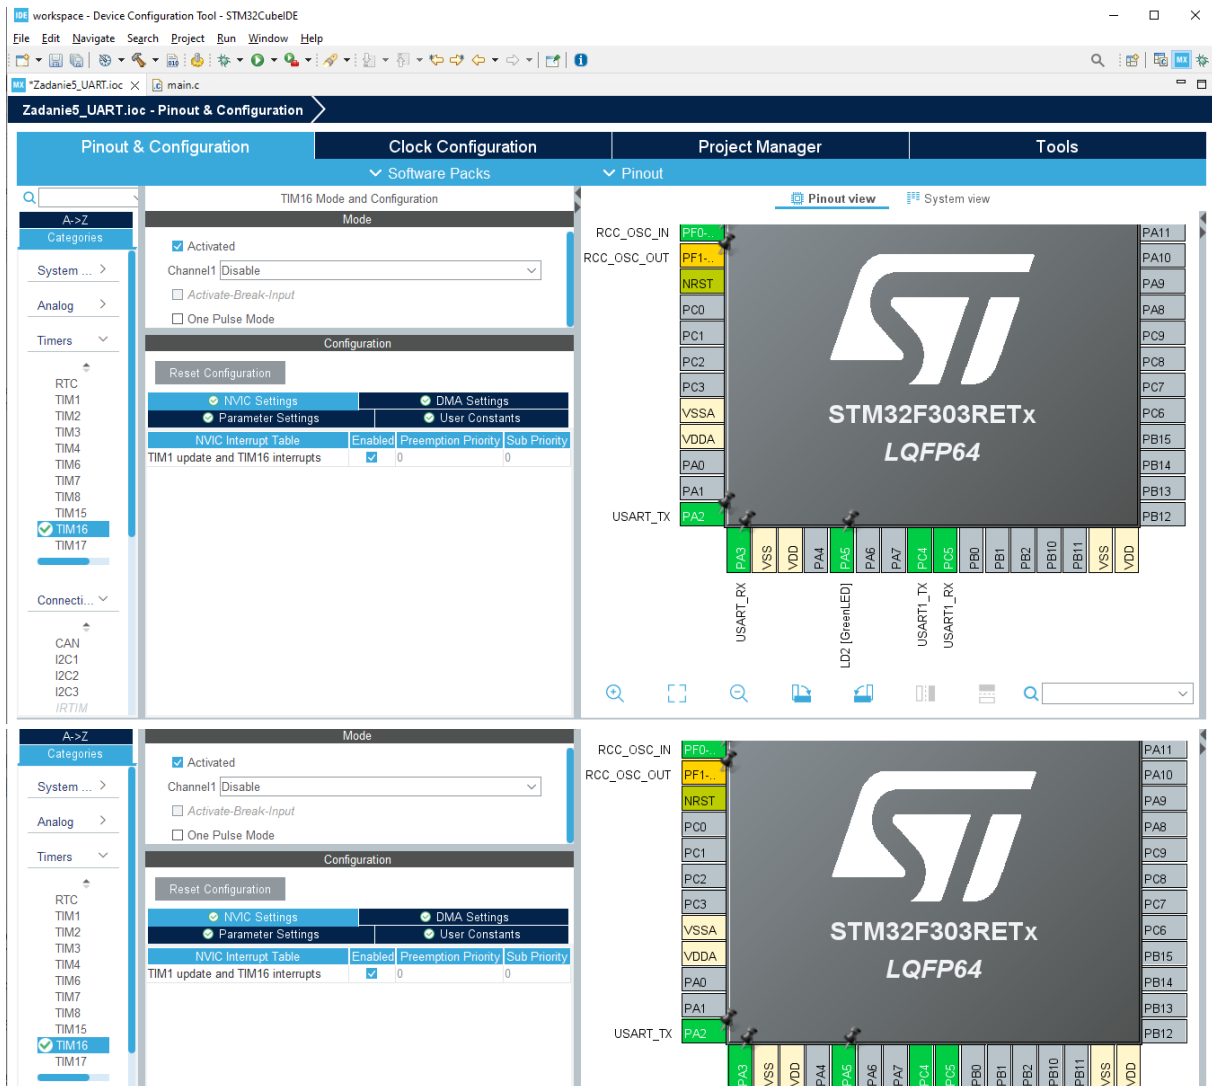 IDE workspace - Device Configuration Tool - STM32CubeIDE
File Edit Navigate Search Project Run Window Help
MX *Zadanie5_UART.ioc main.c
Zadanie5_UART.ioc - Pinout & Configuration
Pinout & Configuration Clock Configuration Project Manager Tools
Software Packs Pinout
TIM16 Mode and Configuration
Pinout view System view
A->Z
Categories
System ...
Analog
Timers
RTC
TIM1
TIM2
TIM3
TIM4
TIM6
TIM7
TIM8
TIM15
TIM16
TIM17
Connecti...
CAN
I2C1
I2C2
I2C3
IRTIM
Mode
Activated
Channel1 Disable
Activate-Break-Input
One Pulse Mode
Configuration
Reset Configuration
NVIC Settings DMA Settings
Parameter Settings User Constants
NVIC Interrupt Table Enabled Preemption Priority Sub Priority
TIM1 update and TIM16 interrupts 0 0
RCC_OSC_IN PF0-..
RCC_OSC_OUT PF1-..
NRST
PC0
PC1
PC2
PC3
VSSA
VDDA
PA0
PA1
USART_TX PA2
STM32F303RETx
LQFP64
PA11
PA10
PA9
PA8
PC9
PC8
PC7
PC6
PB15
PB14
PB13
PB12
PA3 VSS VDD PA4 PA5 PA6 PA7 PC4 PC5 PB0 PB1 PB2 PB10 PB11 VSS VDD
USART_RX
LD2 [GreenLED]
USART1_TX
USART1_RX
A->Z
Categories
System ...
Analog
Timers
RTC
TIM1
TIM2
TIM3
TIM4
TIM6
TIM7
TIM8
TIM15
TIM16
TIM17
Mode
Activated
Channel1 Disable
Activate-Break-Input
One Pulse Mode
Configuration
Reset Configuration
NVIC Settings DMA Settings
Parameter Settings User Constants
NVIC Interrupt Table Enabled Preemption Priority Sub Priority
TIM1 update and TIM16 interrupts 0 0
RCC_OSC_IN PF0-..
RCC_OSC_OUT PF1-..
NRST
PC0
PC1
PC2
PC3
VSSA
VDDA
PA0
PA1
USART_TX PA2
STM32F303RETx
LQFP64
PA11
PA10
PA9
PA8
PC9
PC8
PC7
PC6
PB15
PB14
PB13
PB12
PA3 VSS VDD PA4 PA5 PA6 PA7 PC4 PC5 PB0 PB1 PB2 PB10 PB11 VSS VDD